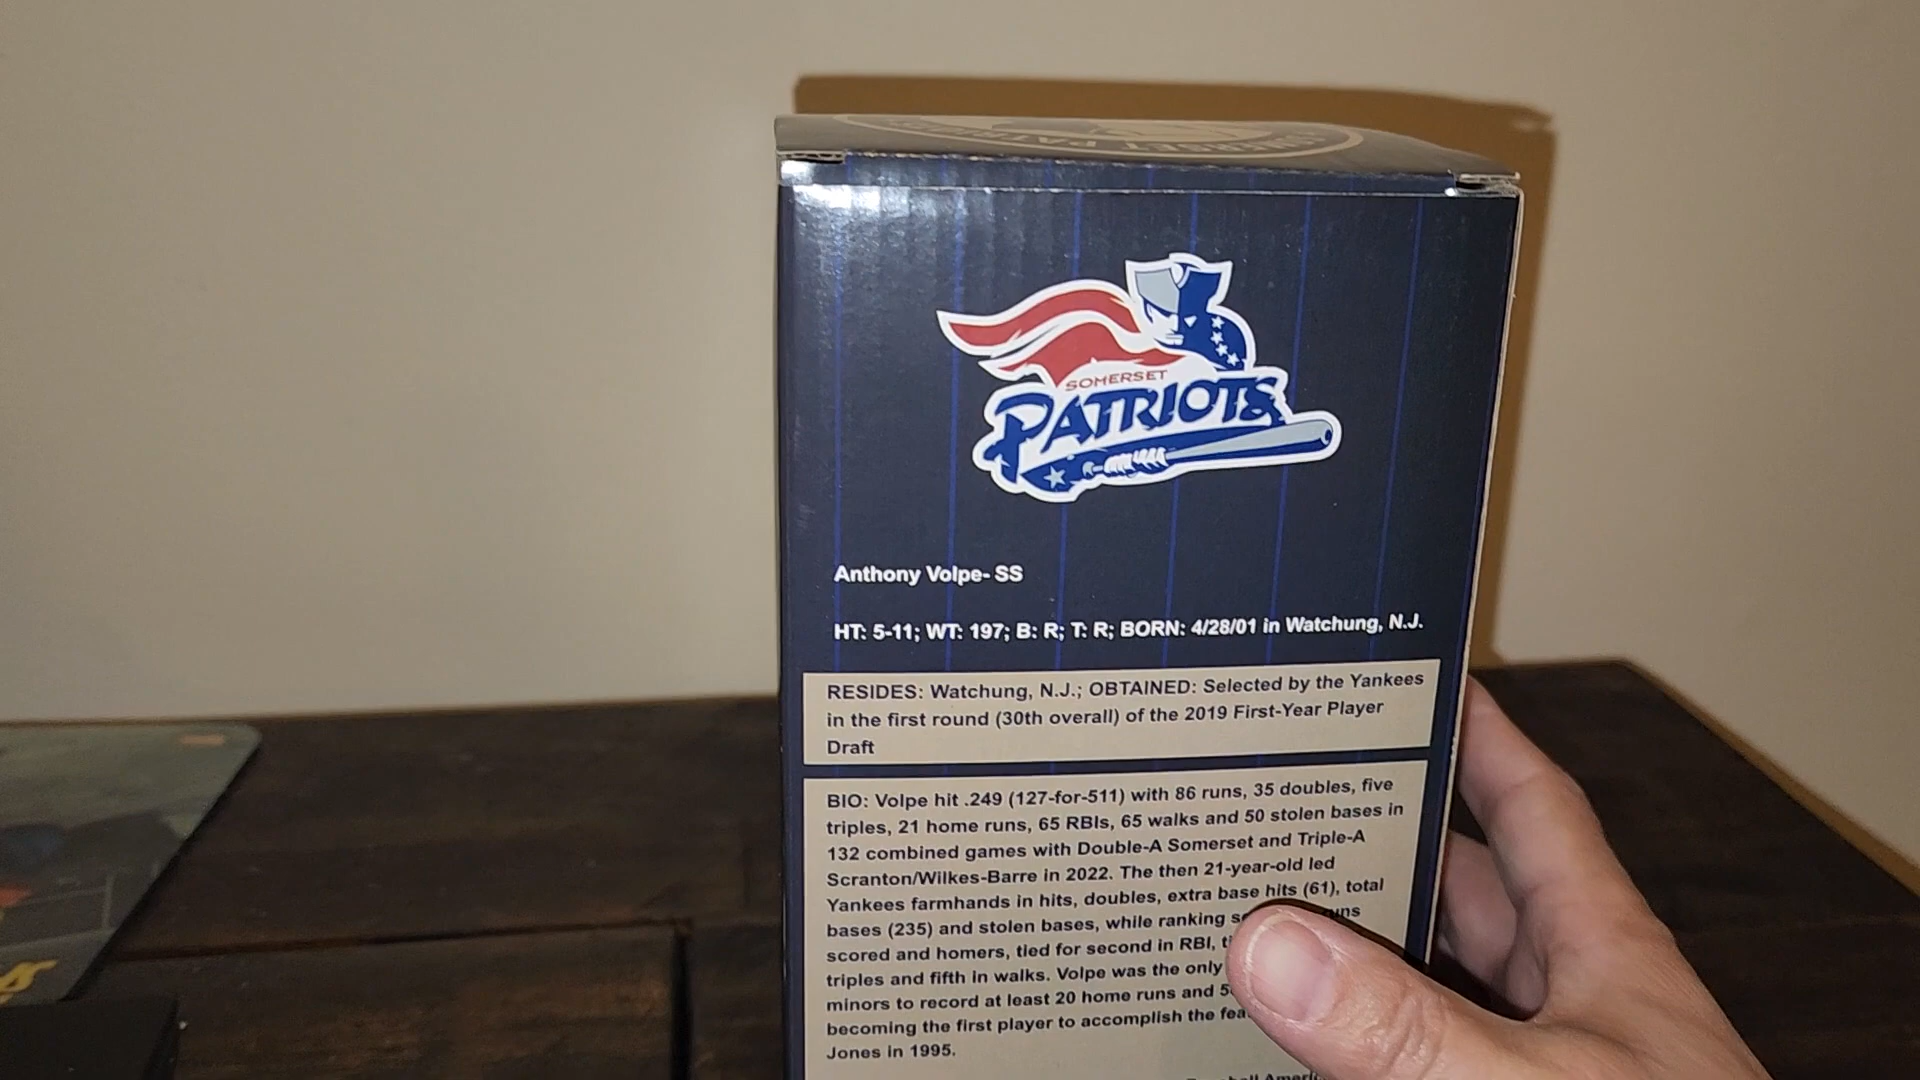 SOMERSET PATRIOTS
SOMERSET
PATRIOTS
Anthony Volpe- SS
HT: 5-11; WT: 197; B: R; T: R; BORN: 4/28/01 in Watchung, N.J.
RESIDES: Watchung, N.J.; OBTAINED: Selected by the Yankees
in the first round (30th overall) of the 2019 First-Year Player
Draft
BIO: Volpe hit .249 (127-for-511) with 86 runs, 35 doubles, five
triples, 21 home runs, 65 RBIs, 65 walks and 50 stolen bases in
132 combined games with Double-A Somerset and Triple-A
Scranton/Wilkes-Barre in 2022. The then 21-year-old led
Yankees farmhands in hits, doubles, extra base hits (61), total
bases (235) and stolen bases, while ranking
scored and homers, tied for second in RBI,
triples and fifth in walks. Volpe was the only
minors to record at least 20 home runs and
becoming the first player to accomplish the
Jones in 1995.